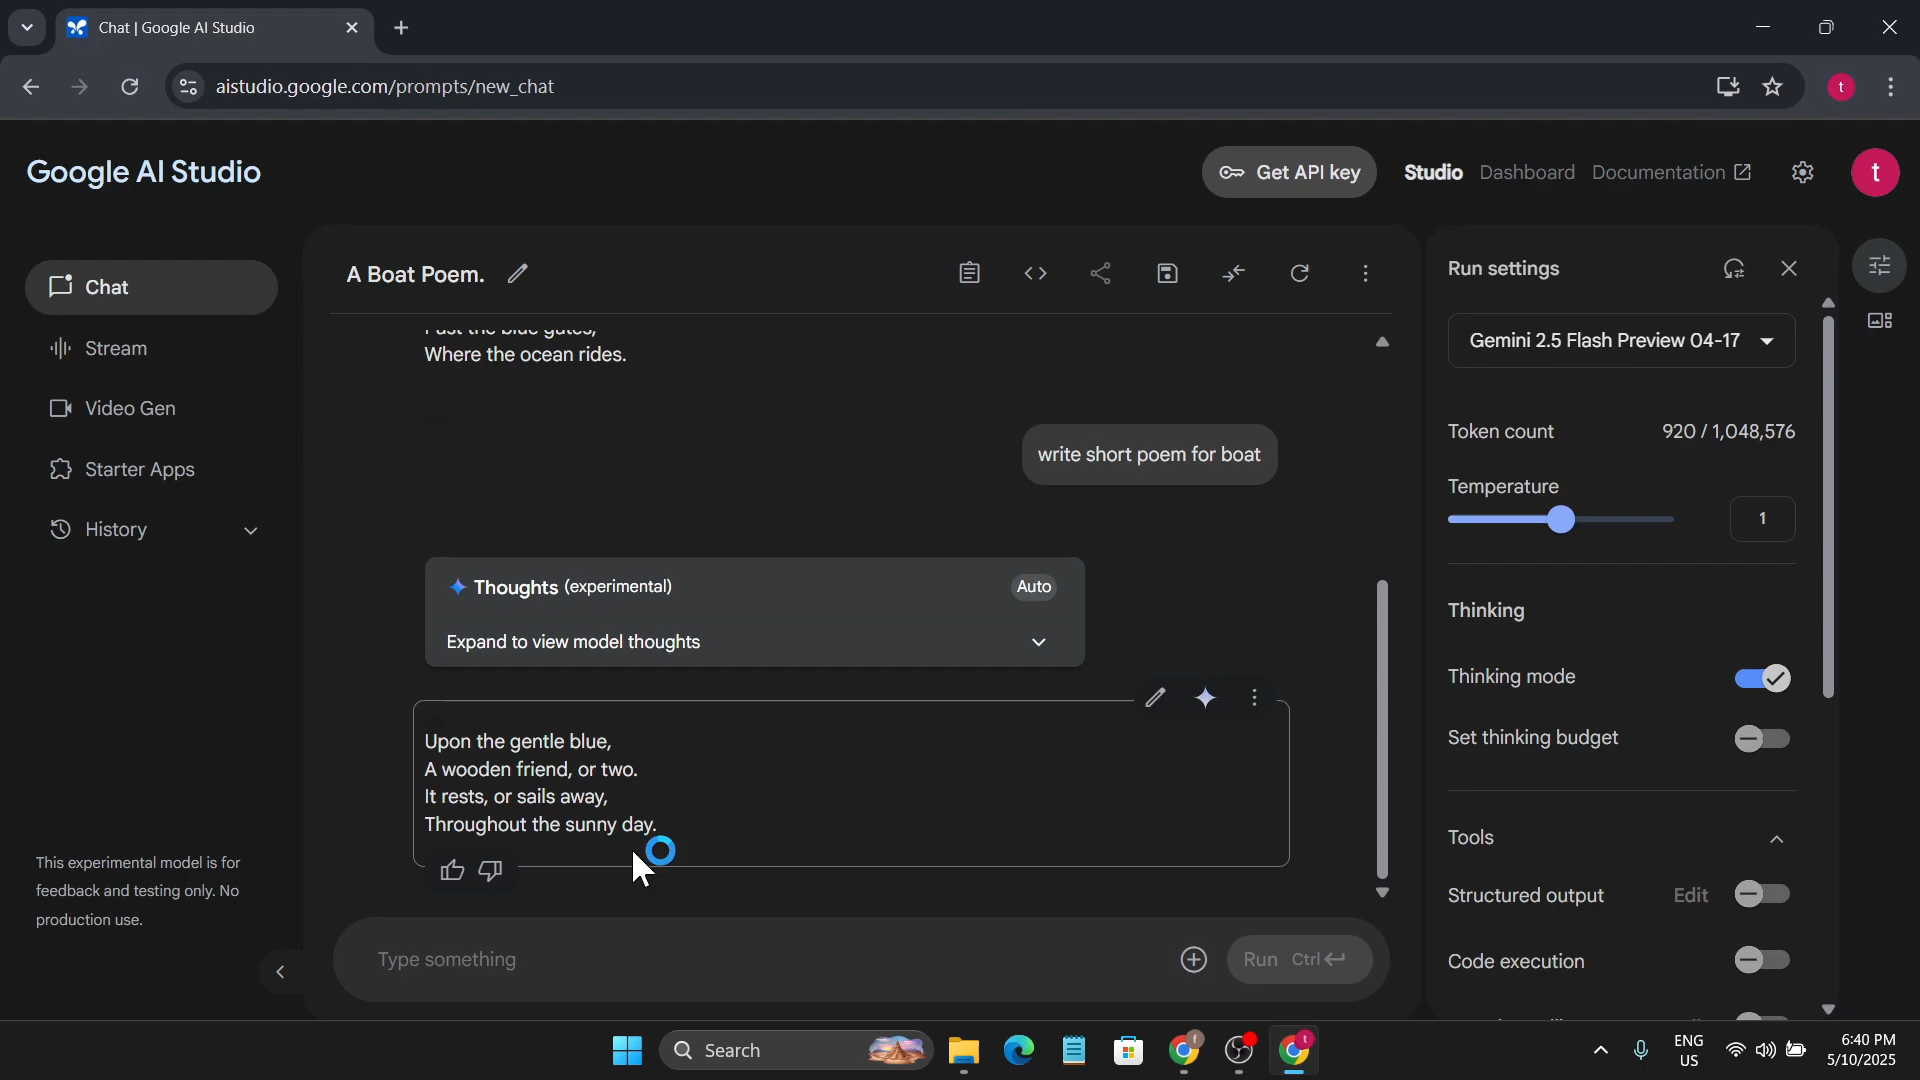 Chat | Google AI Studio
aistudio.google.com/prompts/new_chat
t
Google AI Studio
Get API key
Studio
Dashboard
Documentation
t
Chat
Stream
Video Gen
Starter Apps
History
This experimental model is for
feedback and testing only. No
production use.
A Boat Poem.
Past the blue gates,
Where the ocean rides.
write short poem for boat
Thoughts (experimental)
Auto
Expand to view model thoughts
Upon the gentle blue,
A wooden friend, or two.
It rests, or sails away,
Throughout the sunny day.
Type something
Run Ctrl
Run settings
Gemini 2.5 Flash Preview 04-17
Token count 920 / 1,048,576
Temperature
1
Thinking
Thinking mode
Set thinking budget
Tools
Structured output Edit
Code execution
Search
f
t
ENG
US
6:40 PM
5/10/2025